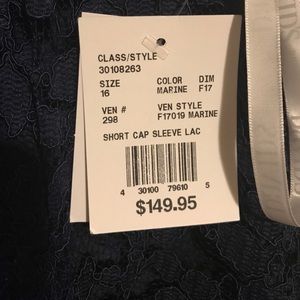 CLASS/STYLE
30108263
SIZE COLOR DIM
16 MARINE F17
VEN # VEN STYLE
298 F17019 MARINE
SHORT CAP SLEEVE LAC
4 30100 79610 5
$149.95